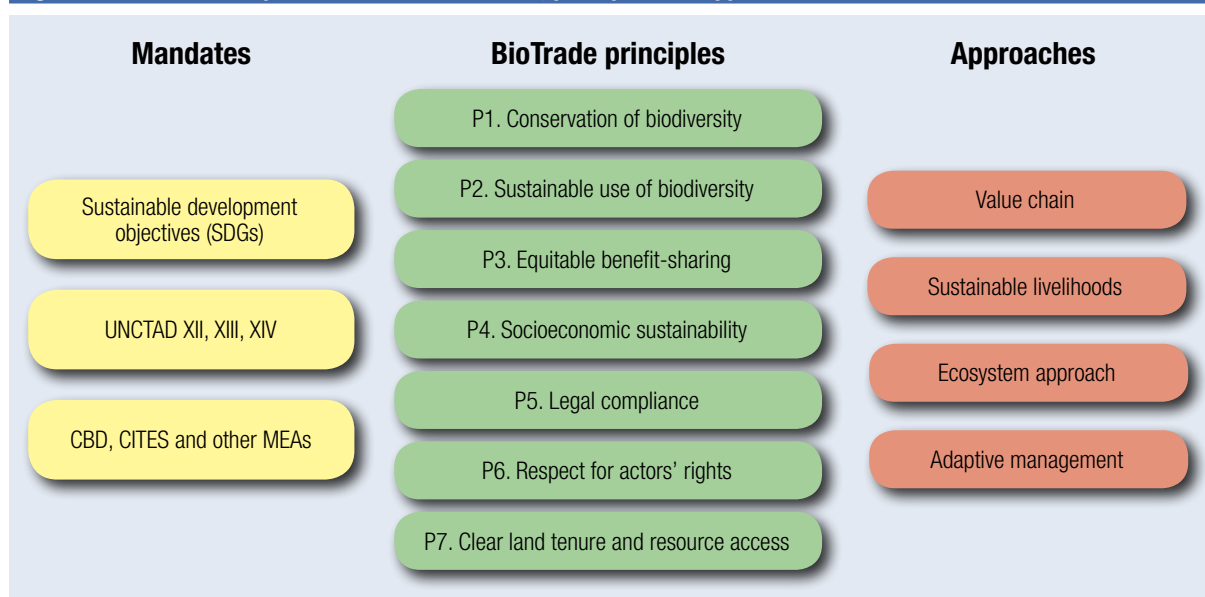 Mandates
Sustainable development
objectives (SDGs)
UNCTAD XII, XIII, XIV
CBD, CITES and other MEAs
BioTrade principles
P1. Conservation of biodiversity
P2. Sustainable use of biodiversity
P3. Equitable benefit-sharing
P4. Socioeconomic sustainability
P5. Legal compliance
P6. Respect for actors’ rights
P7. Clear land tenure and resource access
Approaches
Value chain
Sustainable livelihoods
Ecosystem approach
Adaptive management